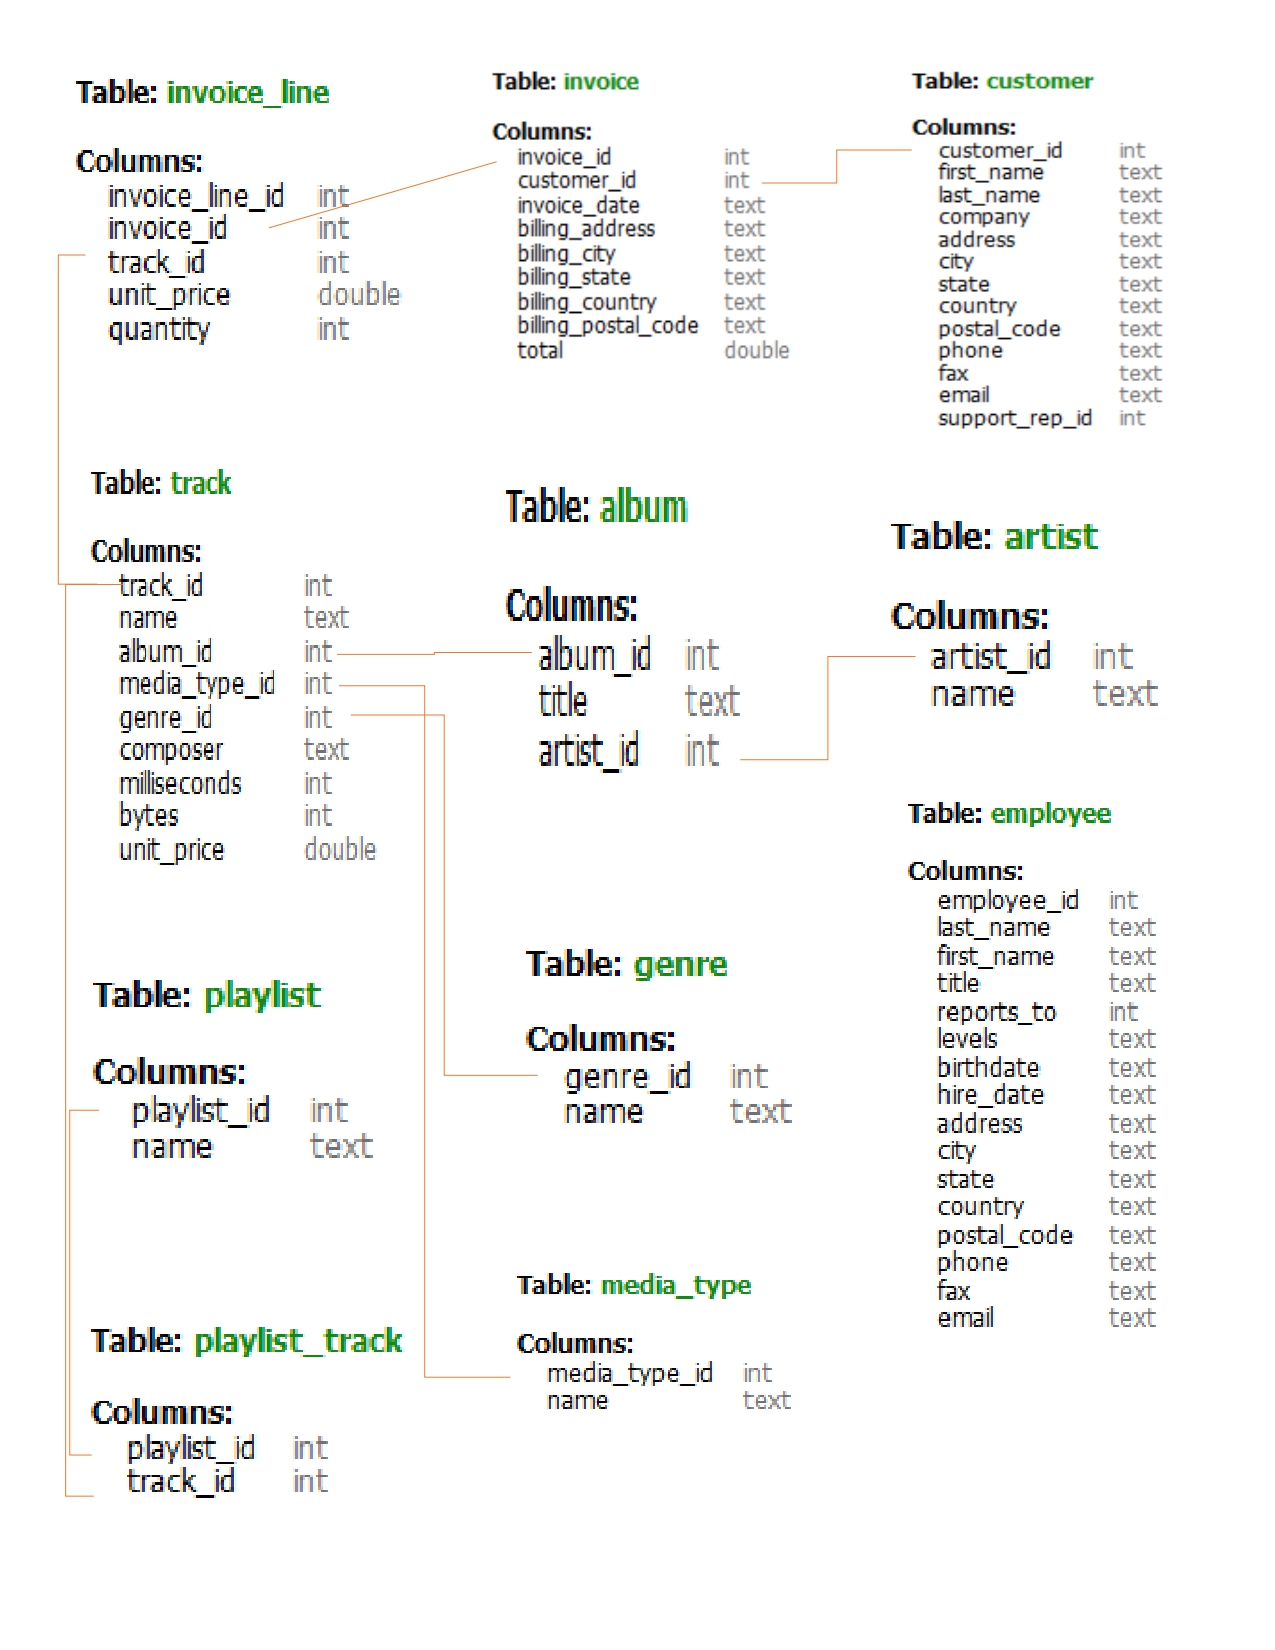 Table: invoice_line
Columns:
invoice_line_id int
invoice_id int
track_id int
unit_price double
quantity int
Table: invoice
Columns:
invoice_id int
customer_id int
invoice_date text
billing_address text
billing_city text
billing_state text
billing_country text
billing_postal_code text
total double
Table: customer
Columns:
customer_id int
first_name text
last_name text
company text
address text
city text
state text
country text
postal_code text
phone text
fax text
email text
support_rep_id int
Table: track
Columns:
track_id int
name text
album_id int
media_type_id int
genre_id int
composer text
milliseconds int
bytes int
unit_price double
Table: album
Columns:
album_id int
title text
artist_id int
Table: artist
Columns:
artist_id int
name text
Table: employee
Columns:
employee_id int
last_name text
first_name text
title text
reports_to int
levels text
birthdate text
hire_date text
address text
city text
state text
country text
postal_code text
phone text
fax text
email text
Table: playlist
Columns:
playlist_id int
name text
Table: genre
Columns:
genre_id int
name text
Table: media_type
Columns:
media_type_id int
name text
Table: playlist_track
Columns:
playlist_id int
track_id int